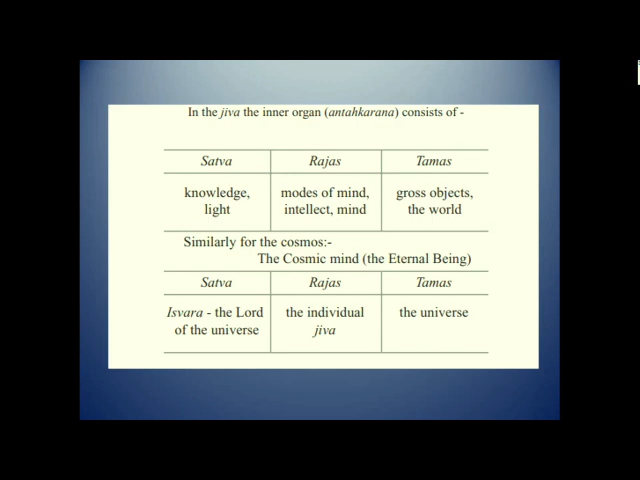 In the jiva the inner organ (antahkarana) consists of -
Satva Rajas Tamas
knowledge, modes of mind, gross objects,
light intellect, mind the world
Similarly for the cosmos:-
The Cosmic mind (the Eternal Being)
Satva Rajas Tamas
Isvara - the Lord the individual the universe
of the universe jiva